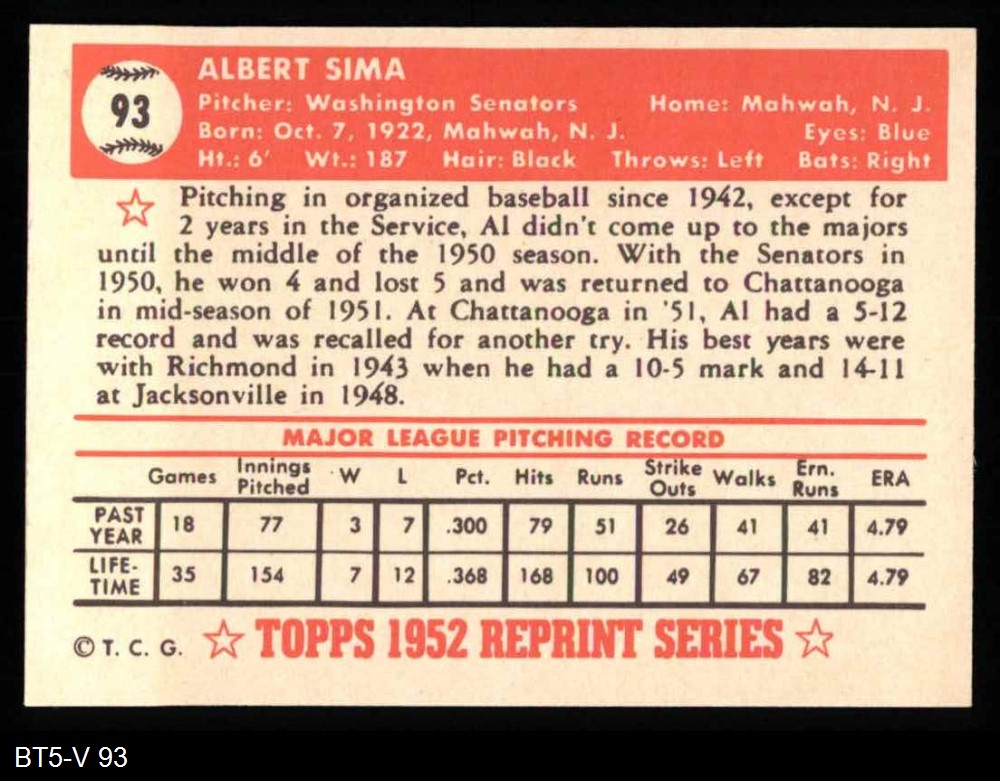 93
ALBERT SIMA
Pitcher: Washington Senators Home: Mahwah, N. J.
Born: Oct. 7, 1922, Mahwah, N. J. Eyes: Blue
Ht.: 6' Wt.: 187 Hair: Black Throws: Left Bats: Right
Pitching in organized baseball since 1942, except for
2 years in the Service, Al didn't come up to the majors
until the middle of the 1950 season. With the Senators in
1950, he won 4 and lost 5 and was returned to Chattanooga
in mid-season of 1951. At Chattanooga in '51, Al had a 5-12
record and was recalled for another try. His best years were
with Richmond in 1943 when he had a 10-5 mark and 14-11
at Jacksonville in 1948.
MAJOR LEAGUE PITCHING RECORD
Games Innings Pitched W L Pct. Hits Runs Strike Outs Walks Ern. Runs ERA
PAST YEAR 18 77 3 7 .300 79 51 26 41 41 4.79
LIFE-TIME 35 154 7 12 .368 168 100 49 67 82 4.79
© T. C. G. ☆ TOPPS 1952 REPRINT SERIES ☆
BT5-V 93